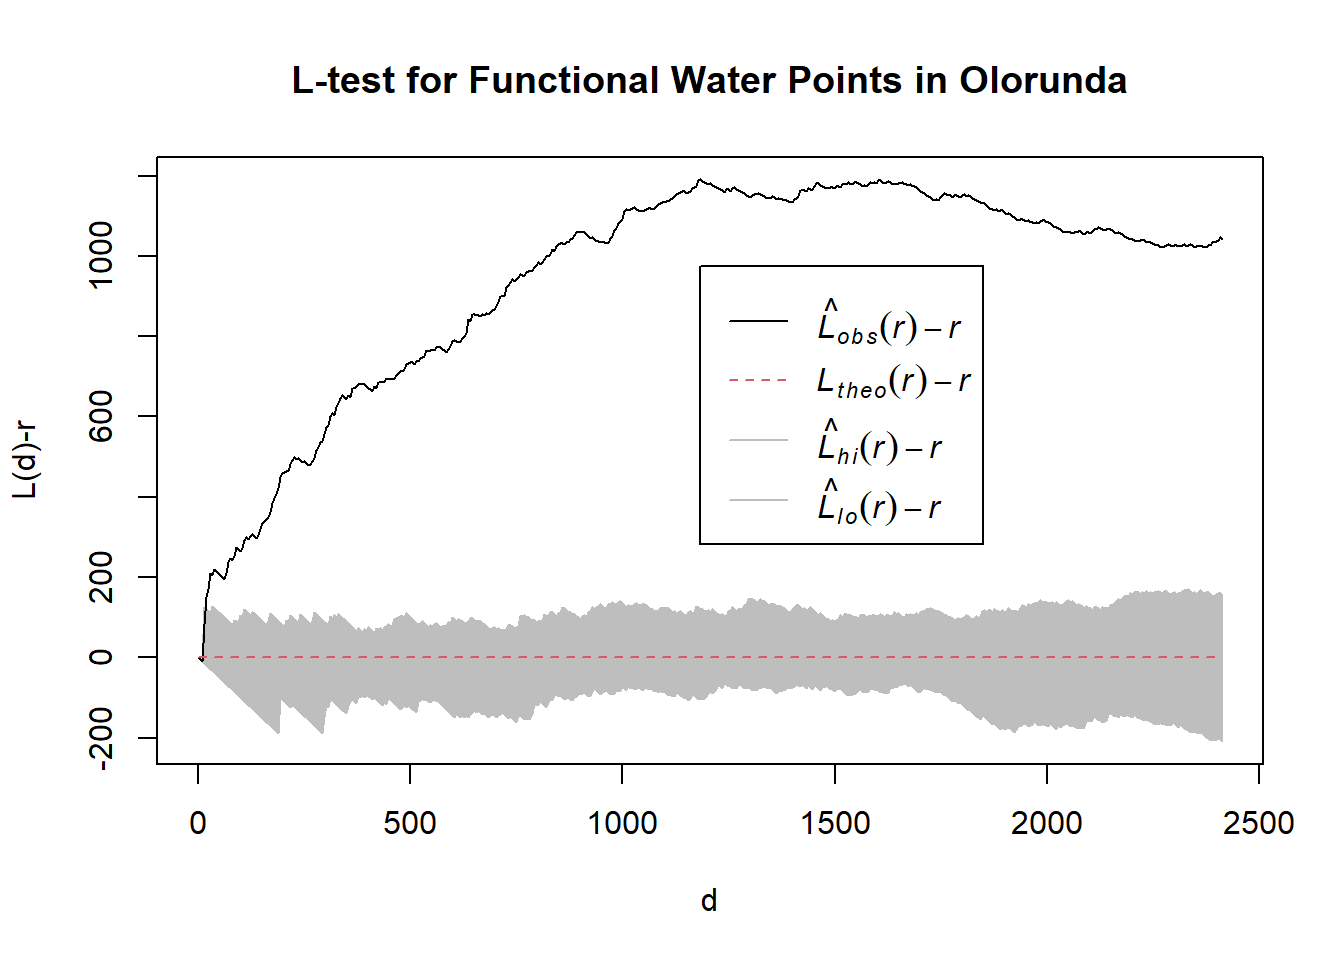 L-test for Functional Water Points in Olorunda
L(d)-r
1000
600
200
0
-200
L̂obs(r) − r
Ltheo(r) − r
L̂hi(r) − r
L̂lo(r) − r
0 500 1000 1500 2000 2500
d